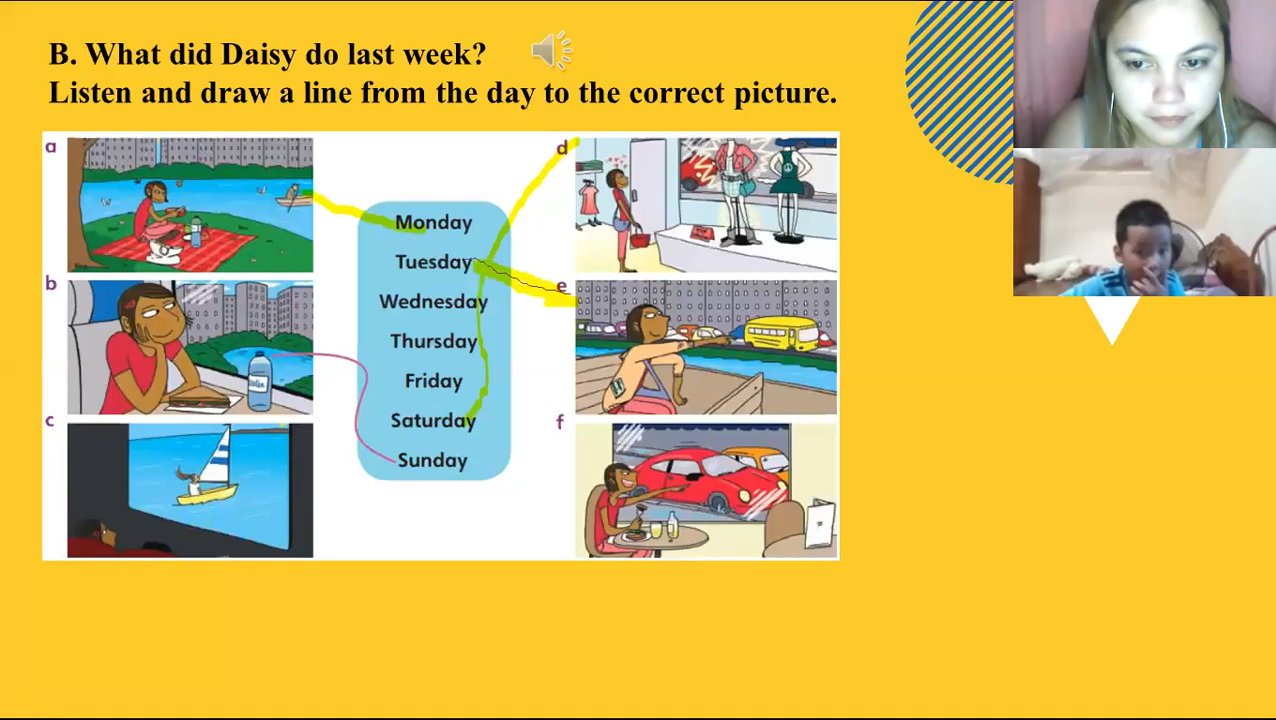 B. What did Daisy do last week?
Listen and draw a line from the day to the correct picture.
a
b
c
Monday
Tuesday
Wednesday
Thursday
Friday
Saturday
Sunday
d
e
f